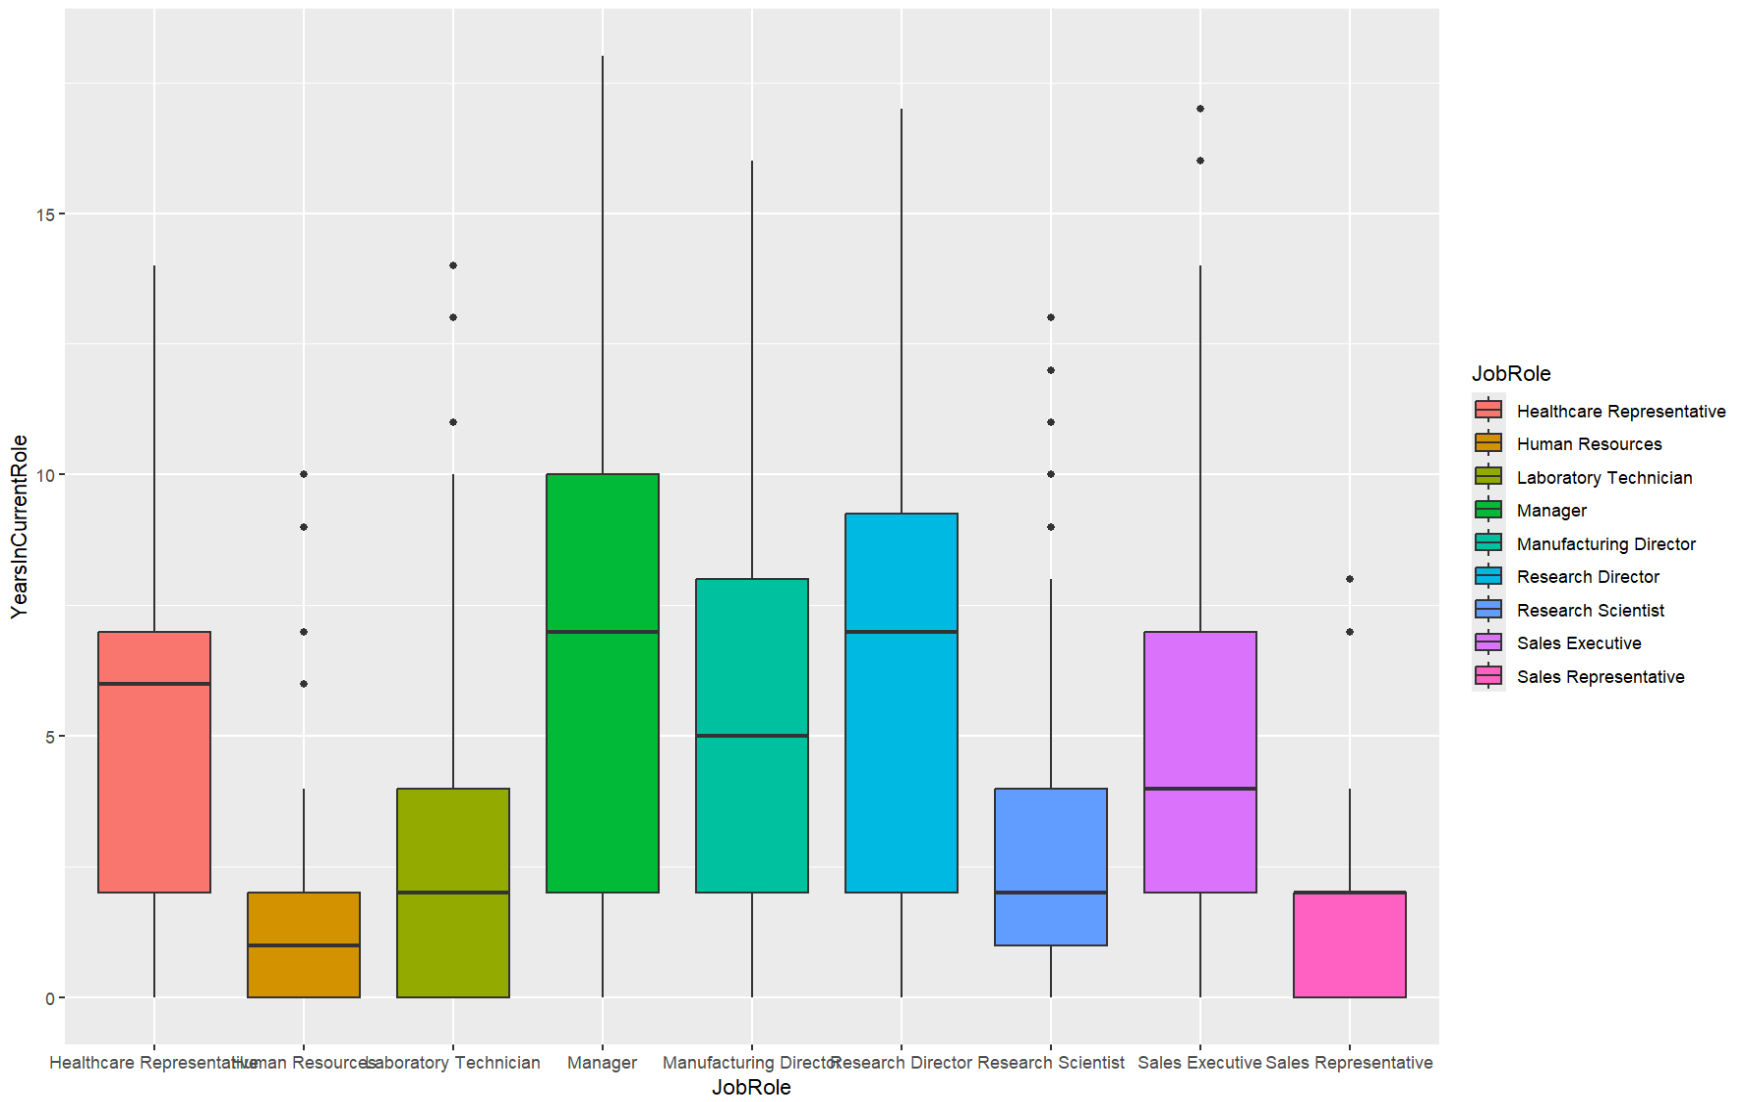 YearsInCurrentRole
15
10
5
0
Healthcare Representative
Human Resources
Laboratory Technician
Manager
Manufacturing Director
Research Director
Research Scientist
Sales Executive
Sales Representative
JobRole
JobRole
Healthcare Representative
Human Resources
Laboratory Technician
Manager
Manufacturing Director
Research Director
Research Scientist
Sales Executive
Sales Representative